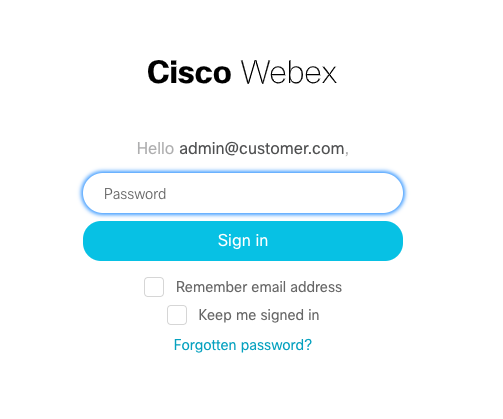 Cisco Webex
Hello admin@customer.com,
Password
Sign in
Remember email address
Keep me signed in
Forgotten password?